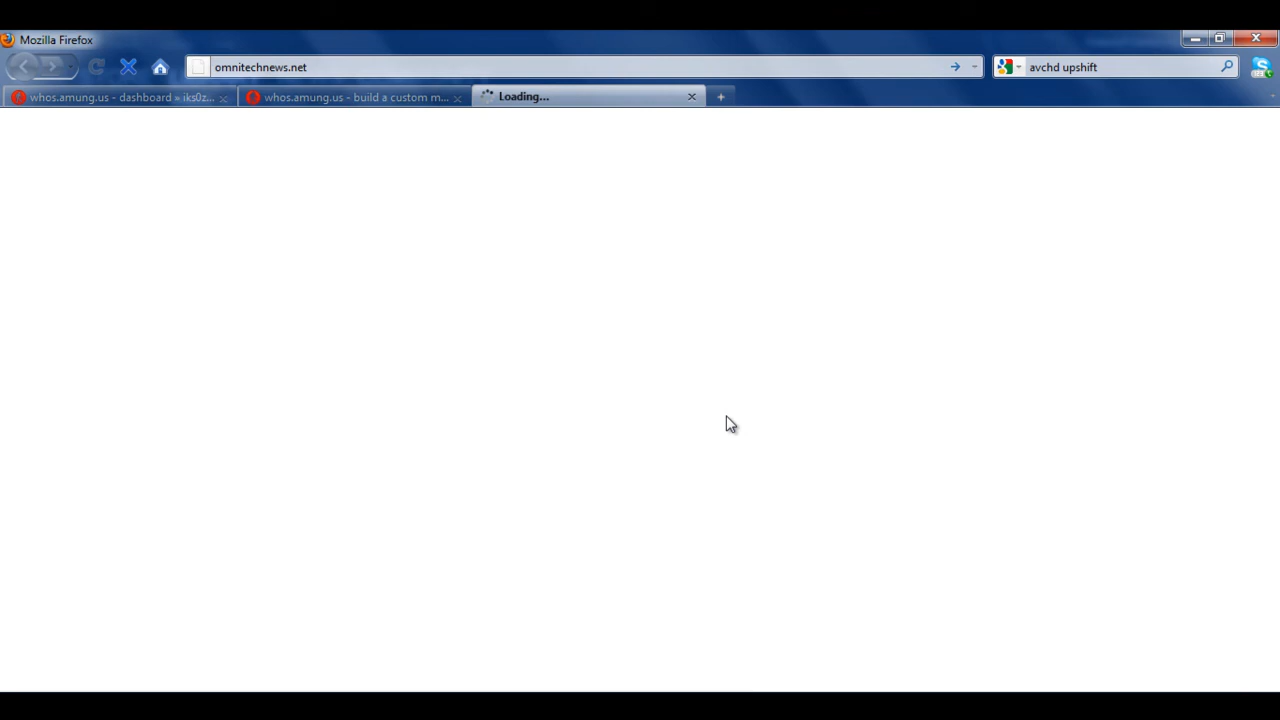 Mozilla Firefox
omnitechnews.net
avchd upshift
whos.amung.us - dashboard » iks0z...
whos.amung.us - build a custom m...
Loading...